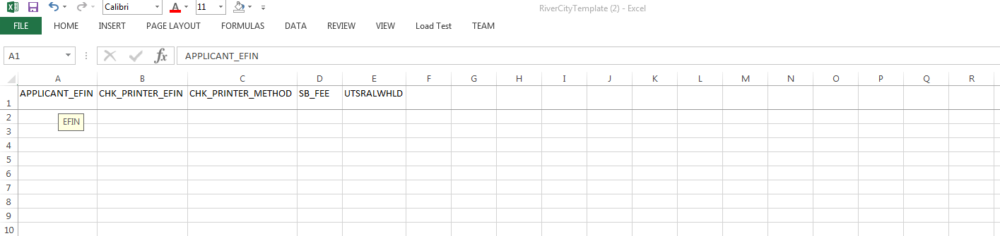 Calibri A 11
RiverCityTemplate (2) - Excel
FILE HOME INSERT PAGE LAYOUT FORMULAS DATA REVIEW VIEW Load Test TEAM
A1 fx APPLICANT_EFIN
A B C D E F G H I J K L M N O P Q R
1 APPLICANT_EFIN CHK_PRINTER_EFIN CHK_PRINTER_METHOD SB_FEE UTSRALWHLD
2 EFIN
3
4
5
6
7
8
9
10